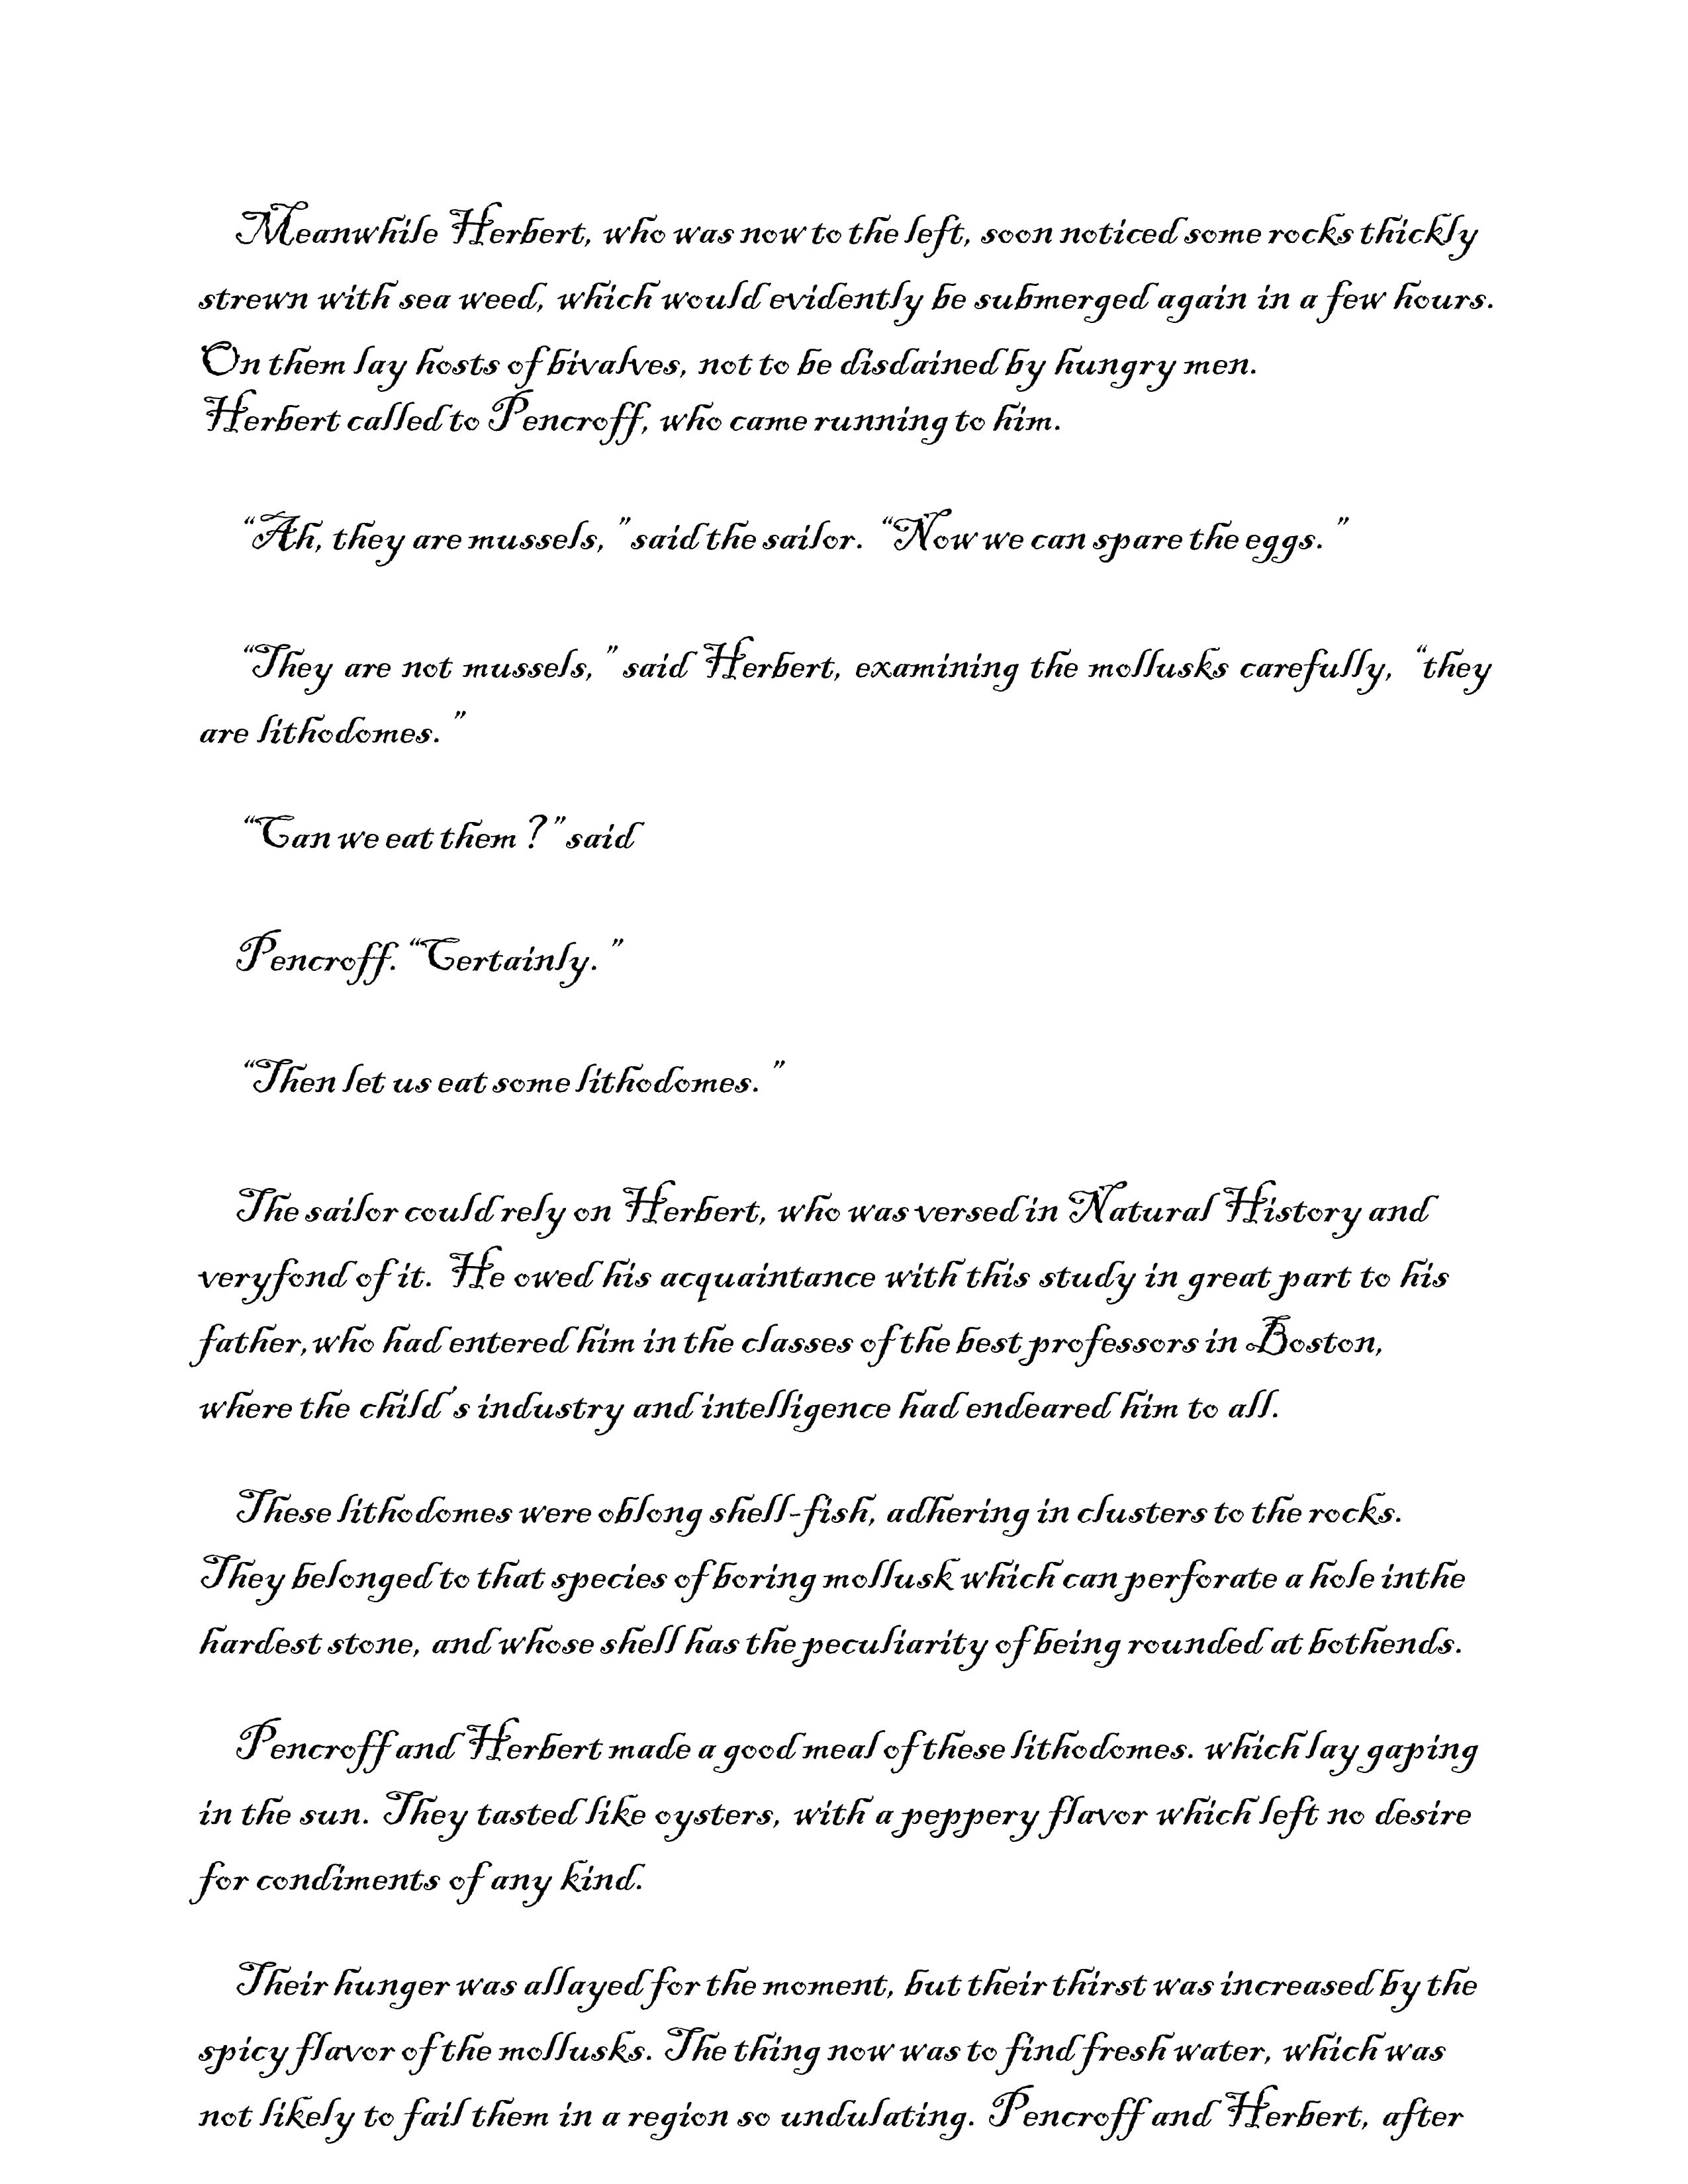 Meanwhile Herbert, who was now to the left, soon noticed some rocks thickly
strewn with sea weed, which would evidently be submerged again in a few hours.
On them lay hosts of bivalves, not to be disdained by hungry men.
Herbert called to Pencroff, who came running to him.
“Ah, they are mussels,” said the sailor. “Now we can spare the eggs.”
“They are not mussels,” said Herbert, examining the mollusks carefully, “they
are lithodomes.”
“Can we eat them?” said
Pencroff. “Certainly.”
“Then let us eat some lithodomes.”
The sailor could rely on Herbert, who was versed in Natural History and
very fond of it. He owed his acquaintance with this study in great part to his
father, who had entered him in the classes of the best professors in Boston,
where the child's industry and intelligence had endeared him to all.
These lithodomes were oblong shell-fish, adhering in clusters to the rocks.
They belonged to that species of boring mollusk which can perforate a hole inthe
hardest stone, and whose shell has the peculiarity of being rounded at bothends.
Pencroff and Herbert made a good meal of these lithodomes. which lay gaping
in the sun. They tasted like oysters, with a peppery flavor which left no desire
for condiments of any kind.
Their hunger was allayed for the moment, but their thirst was increased by the
spicy flavor of the mollusks. The thing now was to find fresh water, which was
not likely to fail them in a region so undulating. Pencroff and Herbert, after